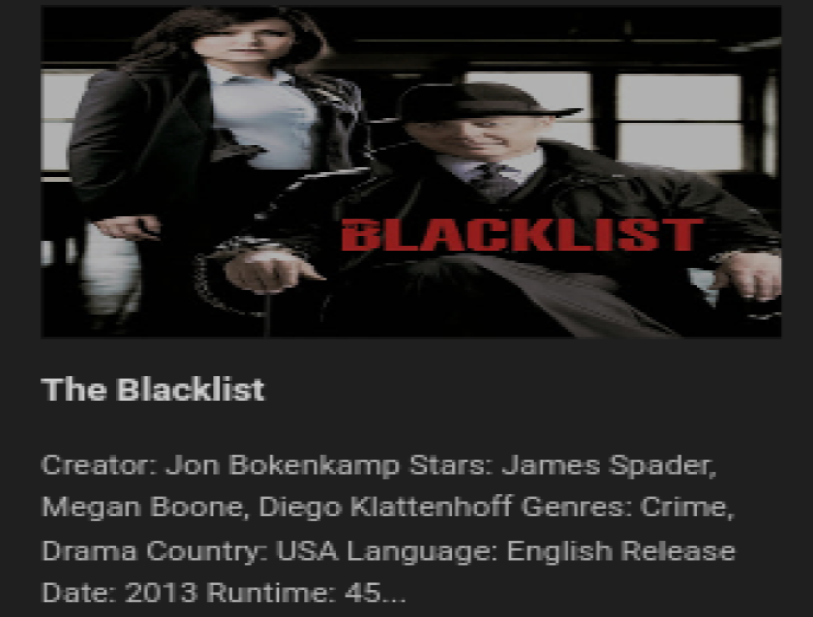 BLACKLIST
The Blacklist
Creator: Jon Bokenkamp Stars: James Spader,
Megan Boone, Diego Klattenhoff Genres: Crime,
Drama Country: USA Language: English Release
Date: 2013 Runtime: 45...